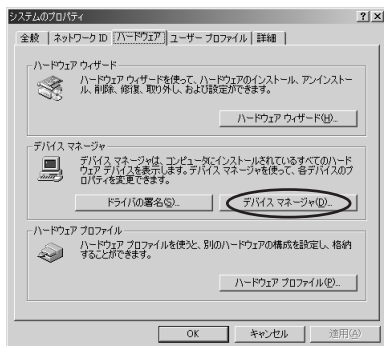 システムのプロパティ
全般 ネットワーク ID ハードウェア ユーザー プロファイル 詳細
ハードウェア ウィザード
ハードウェア ウィザードを使って、ハードウェアのインストール、アンインストー
ル、削除、修復、取り外し、および設定ができます。
ハードウェア ウィザード(H)...
デバイス マネージャ
デバイス マネージャは、コンピュータにインストールされているすべてのハード
ウェア デバイスを表示します。デバイス マネージャを使って、各デバイスのプ
ロパティを変更できます。
ドライバの署名(S)...
デバイス マネージャ(D)...
ハードウェア プロファイル
ハードウェア プロファイルを使うと、別のハードウェアの構成を設定し、格納
することができます。
ハードウェア プロファイル(P)...
OK
キャンセル
適用(A)